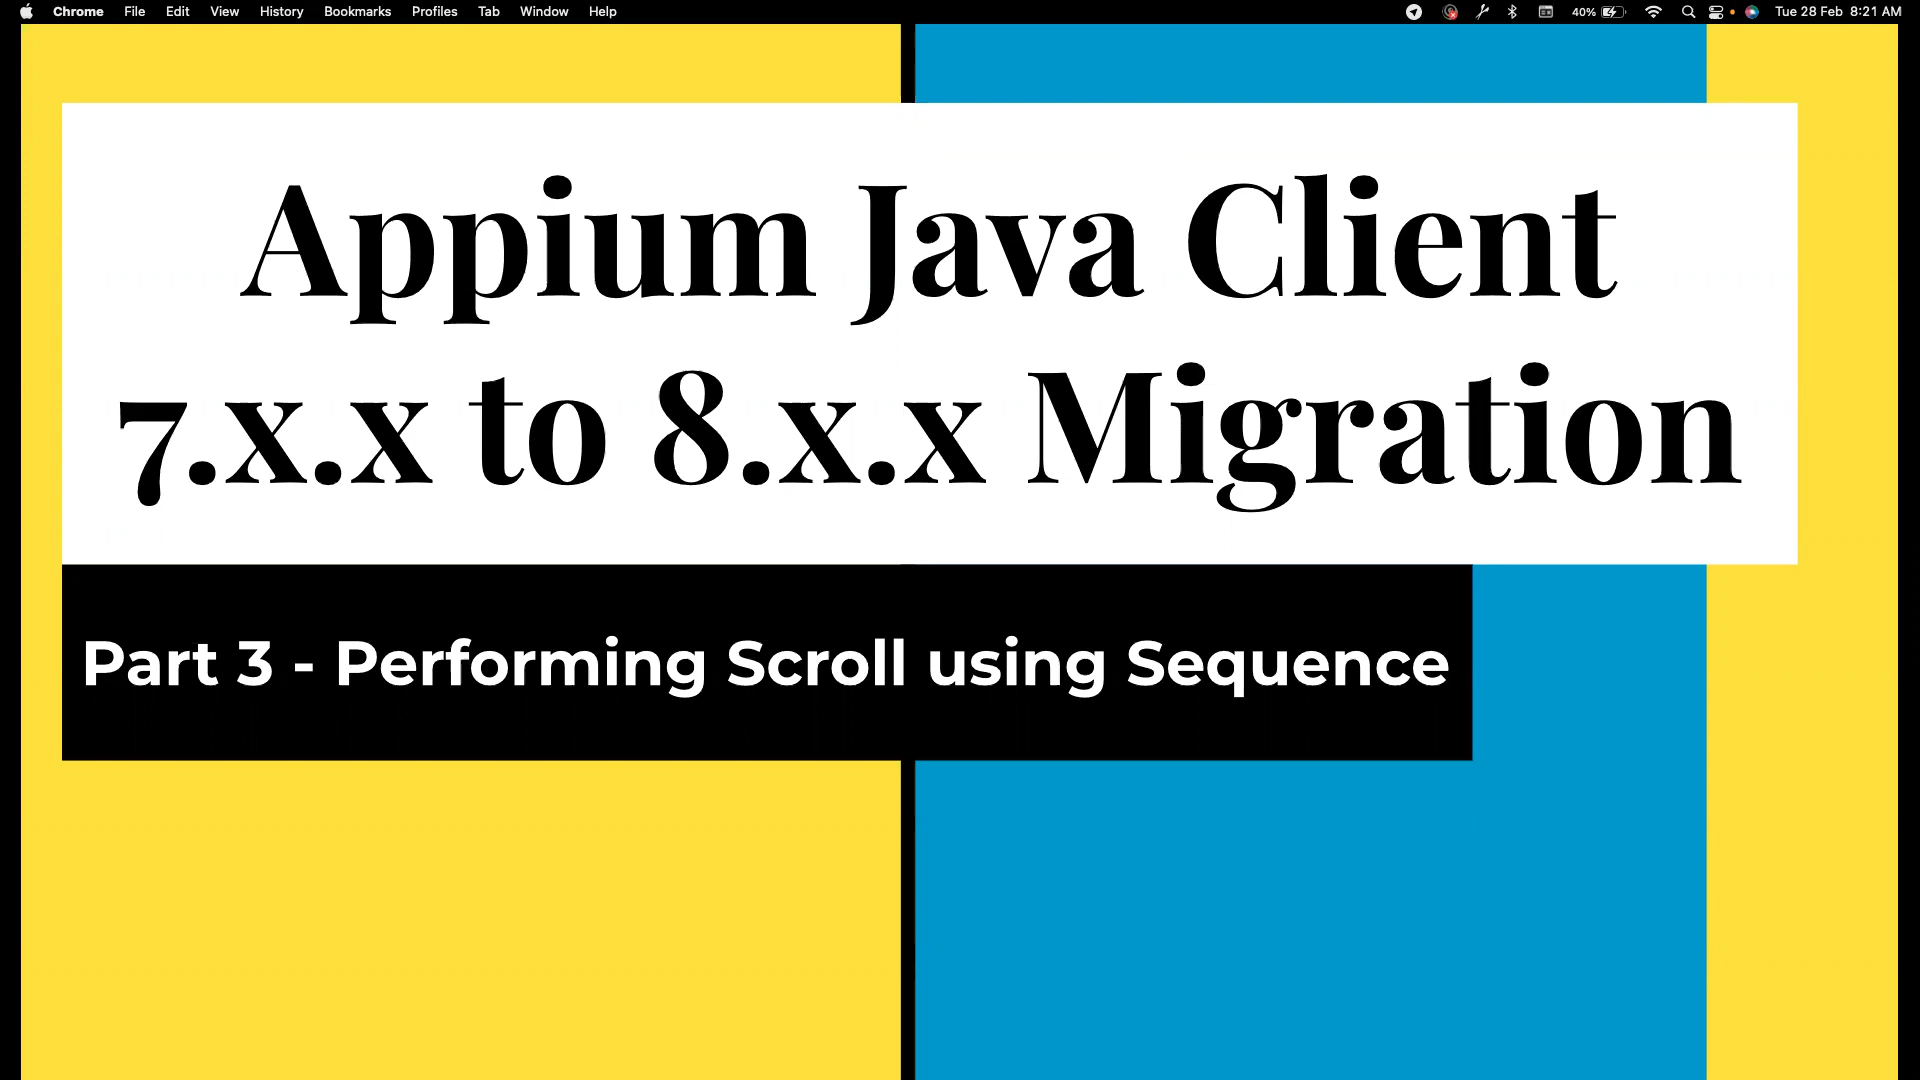 Chrome File Edit View History Bookmarks Profiles Tab Window Help 40% Tue 28 Feb 8:21 AM
Appium Java Client
7.x.x to 8.x.x Migration
Part 3 - Performing Scroll using Sequence